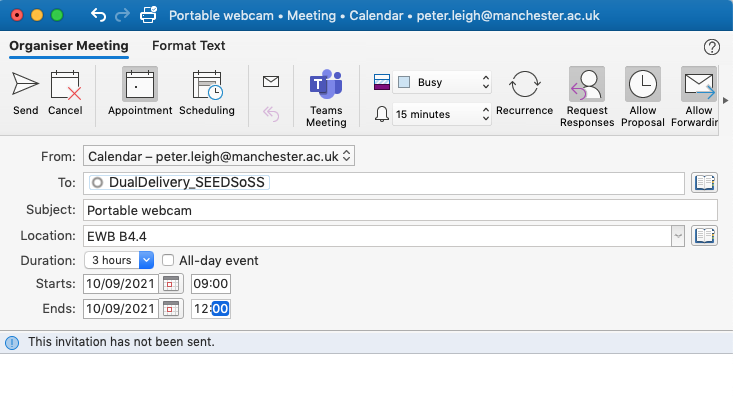 Portable webcam • Meeting • Calendar • peter.leigh@manchester.ac.uk
Organiser Meeting Format Text
Send Cancel Appointment Scheduling Teams Meeting Busy 15 minutes Recurrence Request Responses Allow Proposal Allow Forwardin
From: Calendar – peter.leigh@manchester.ac.uk
To: DualDelivery_SEEDSoSS
Subject: Portable webcam
Location: EWB B4.4
Duration: 3 hours All-day event
Starts: 10/09/2021 09:00
Ends: 10/09/2021 12:00
This invitation has not been sent.